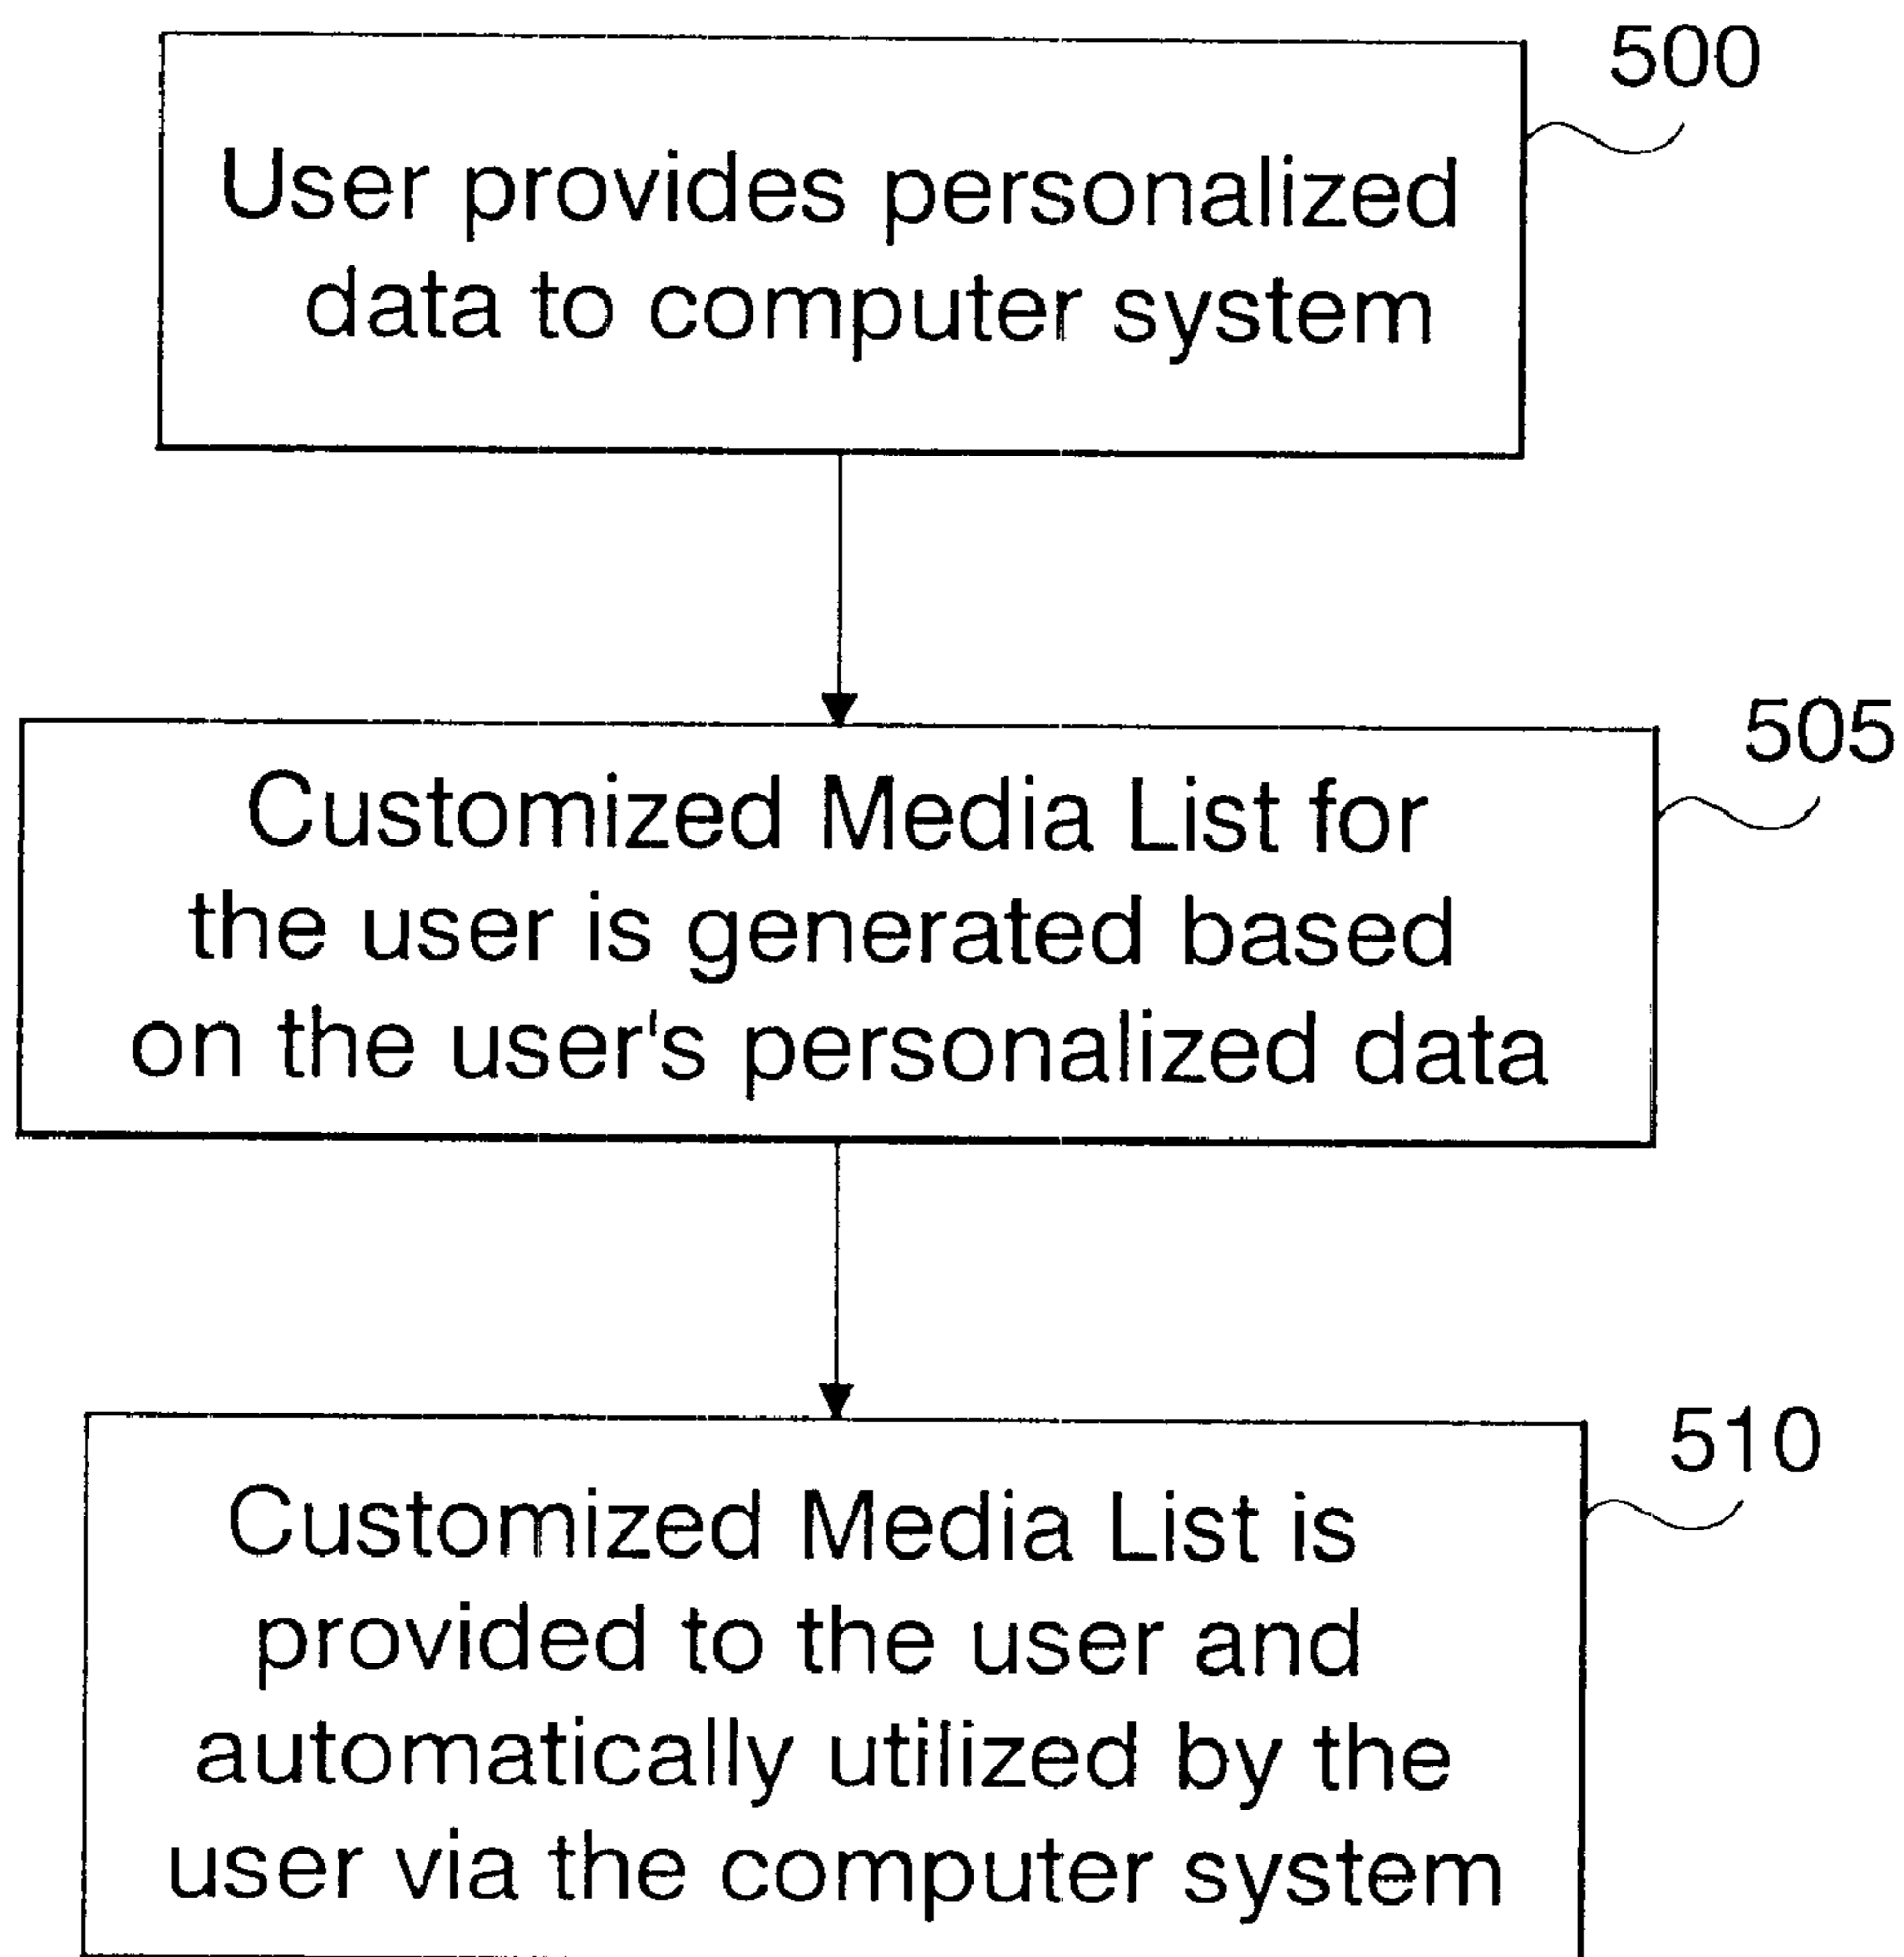 500
User provides personalized
data to computer system
505
Customized Media List for
the user is generated based
on the user's personalized data
510
Customized Media List is
provided to the user and
automatically utilized by the
user via the computer system